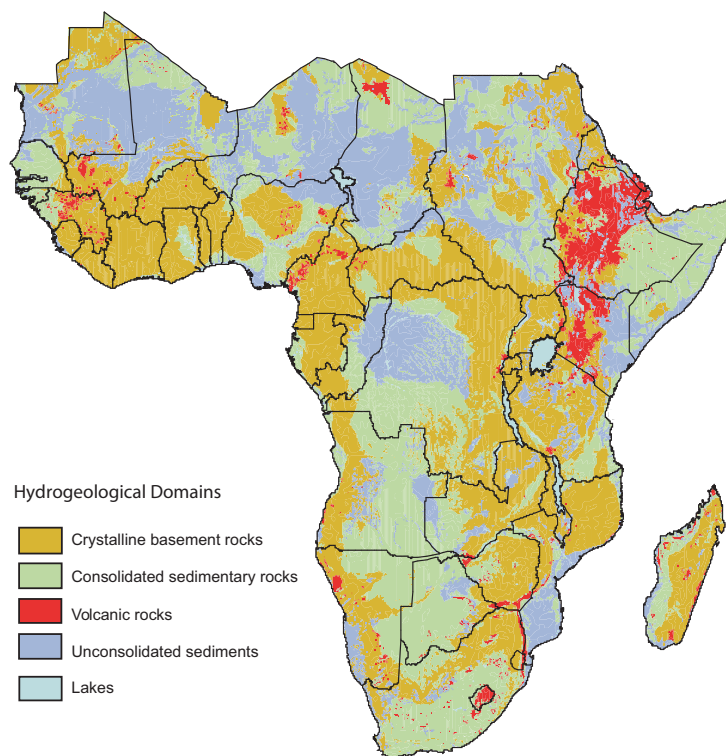 Hydrogeological Domains
Crystalline basement rocks
Consolidated sedimentary rocks
Volcanic rocks
Unconsolidated sediments
Lakes